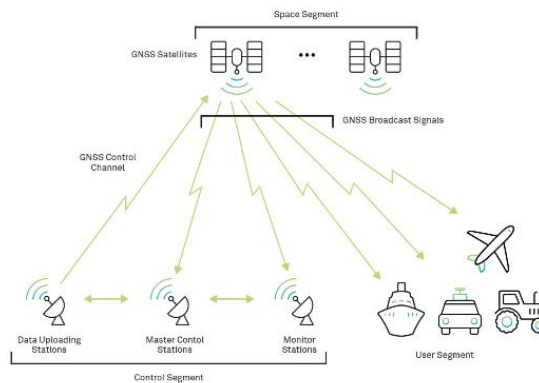 Space Segment
GNSS Satellites
GNSS Broadcast Signals
GNSS Control
Channel
Data Uploading
Stations
Master Contol
Stations
Monitor
Stations
User Segment
Control Segment